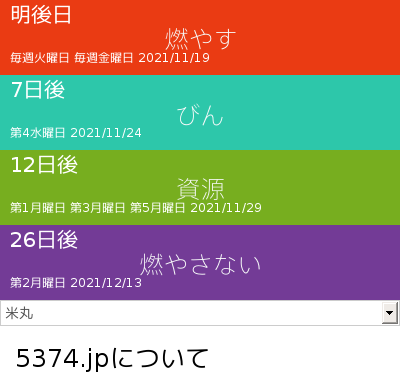 明後日
燃やす
毎週火曜日 毎週金曜日 2021/11/19
7日後
びん
第4水曜日 2021/11/24
12日後
資源
第1月曜日 第3月曜日 第5月曜日 2021/11/29
26日後
燃やさない
第2月曜日 2021/12/13
米丸
5374.jpについて